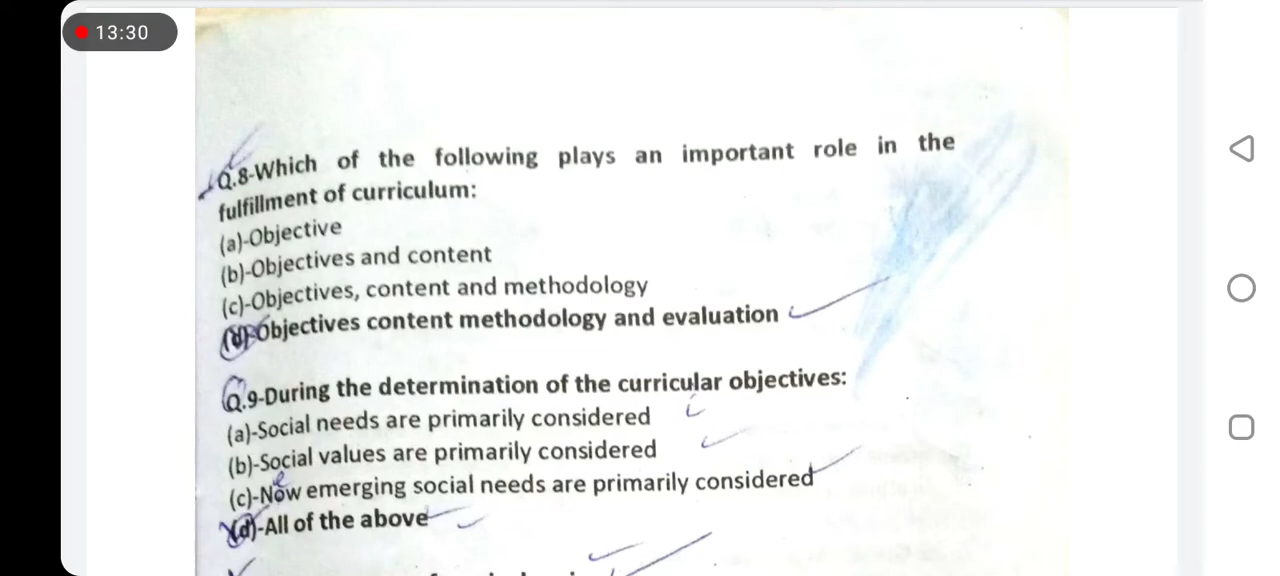 13:30
Q.8-Which of the following plays an important role in the
fulfillment of curriculum:
(a)-Objective
(b)-Objectives and content
(c)-Objectives, content and methodology
(d)-Objectives content methodology and evaluation
Q.9-During the determination of the curricular objectives:
(a)-Social needs are primarily considered
(b)-Social values are primarily considered
(c)-Now emerging social needs are primarily considered
(d)-All of the above